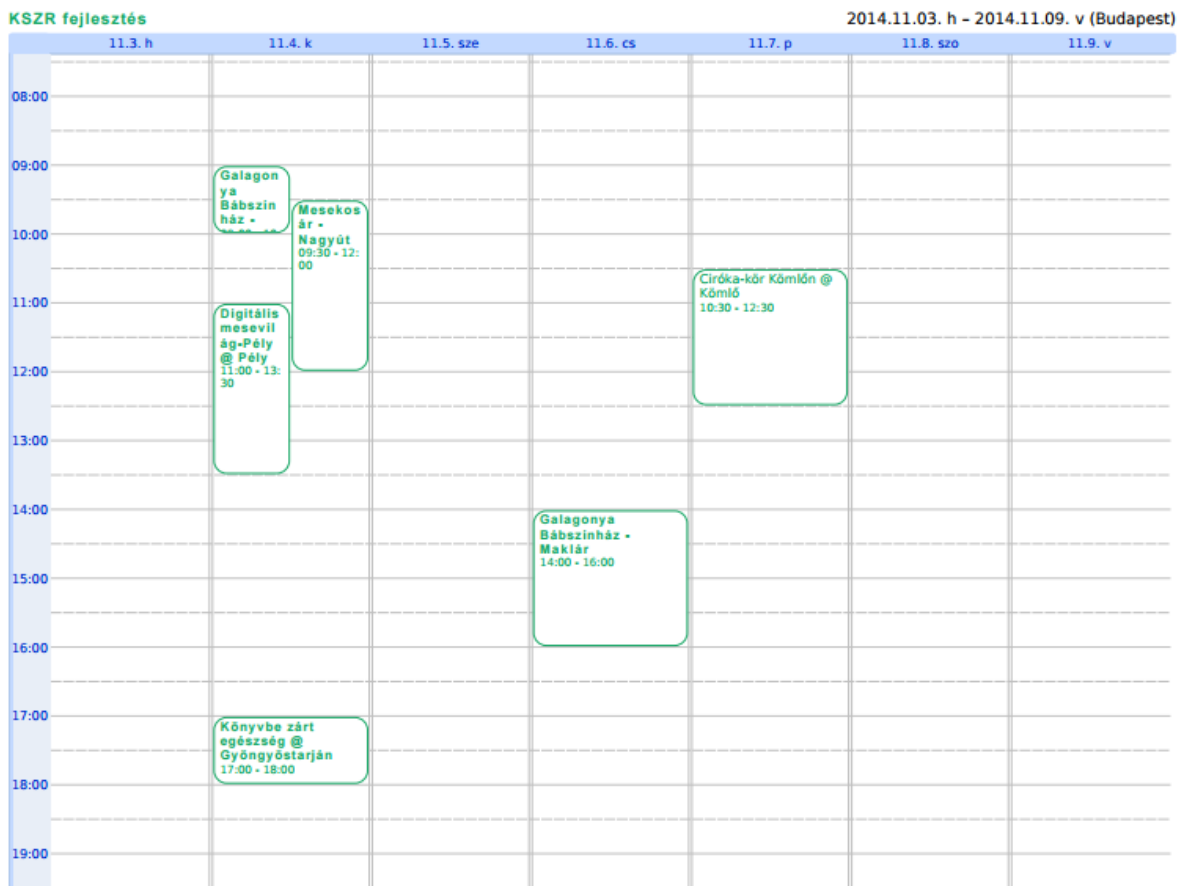 KSZR fejlesztés
2014.11.03. h – 2014.11.09. v (Budapest)
11.3. h 11.4. k 11.5. sze 11.6. cs 11.7. p 11.8. szo 11.9. v
08:00
09:00
Galagon
ya
Bábszín
ház -
Mesekos
ár -
Nagyút
09:30 - 12:
00
10:00
Ciróka-kör Kömlőn @
Kömlő
10:30 - 12:30
11:00
Digitális
mesevil
ág-Pély
@ Pély
11:00 - 13:
30
12:00
13:00
14:00
Galagonya
Bábszínház -
Maklár
14:00 - 16:00
15:00
16:00
17:00
Könyvbe zárt
egészség @
Gyöngyöstarján
17:00 - 18:00
18:00
19:00